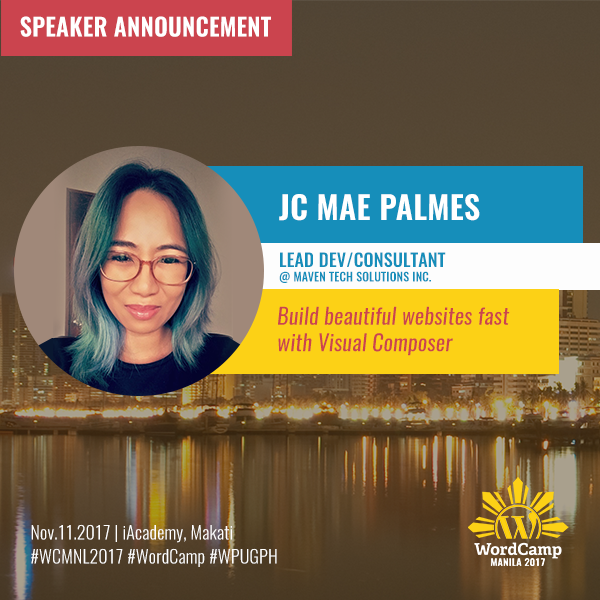 SPEAKER ANNOUNCEMENT
JC MAE PALMES
LEAD DEV/CONSULTANT
@ MAVEN TECH SOLUTIONS INC.
Build beautiful websites fast
with Visual Composer
Nov.11.2017 | iAcademy, Makati
#WCMNL2017 #WordCamp #WPUGPH
W
WordCamp
MANILA 2017